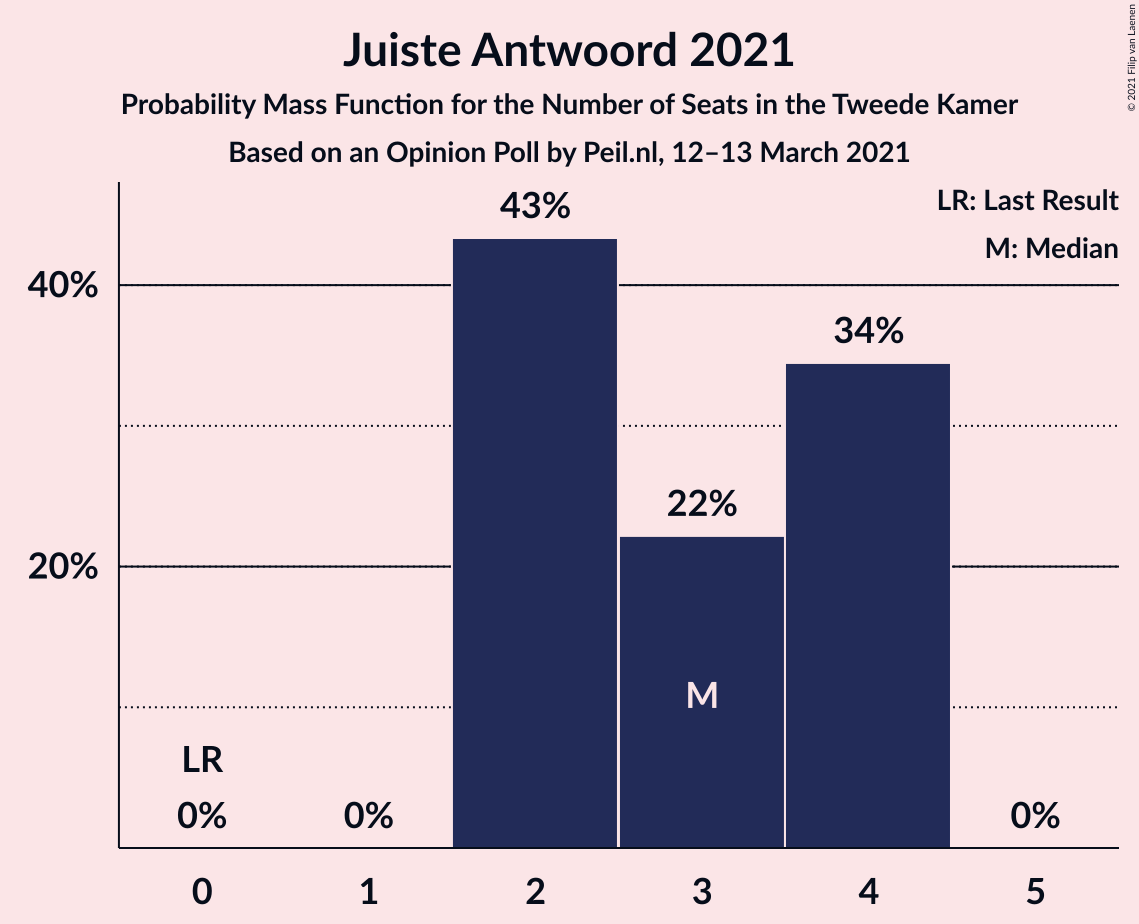 Juiste Antwoord 2021
Probability Mass Function for the Number of Seats in the Tweede Kamer
Based on an Opinion Poll by Peil.nl, 12–13 March 2021
© 2021 Filip van Laenen
LR: Last Result
M: Median
43%
40%
34%
22%
20%
M
LR
0%
0%
0%
0
1
2
3
4
5